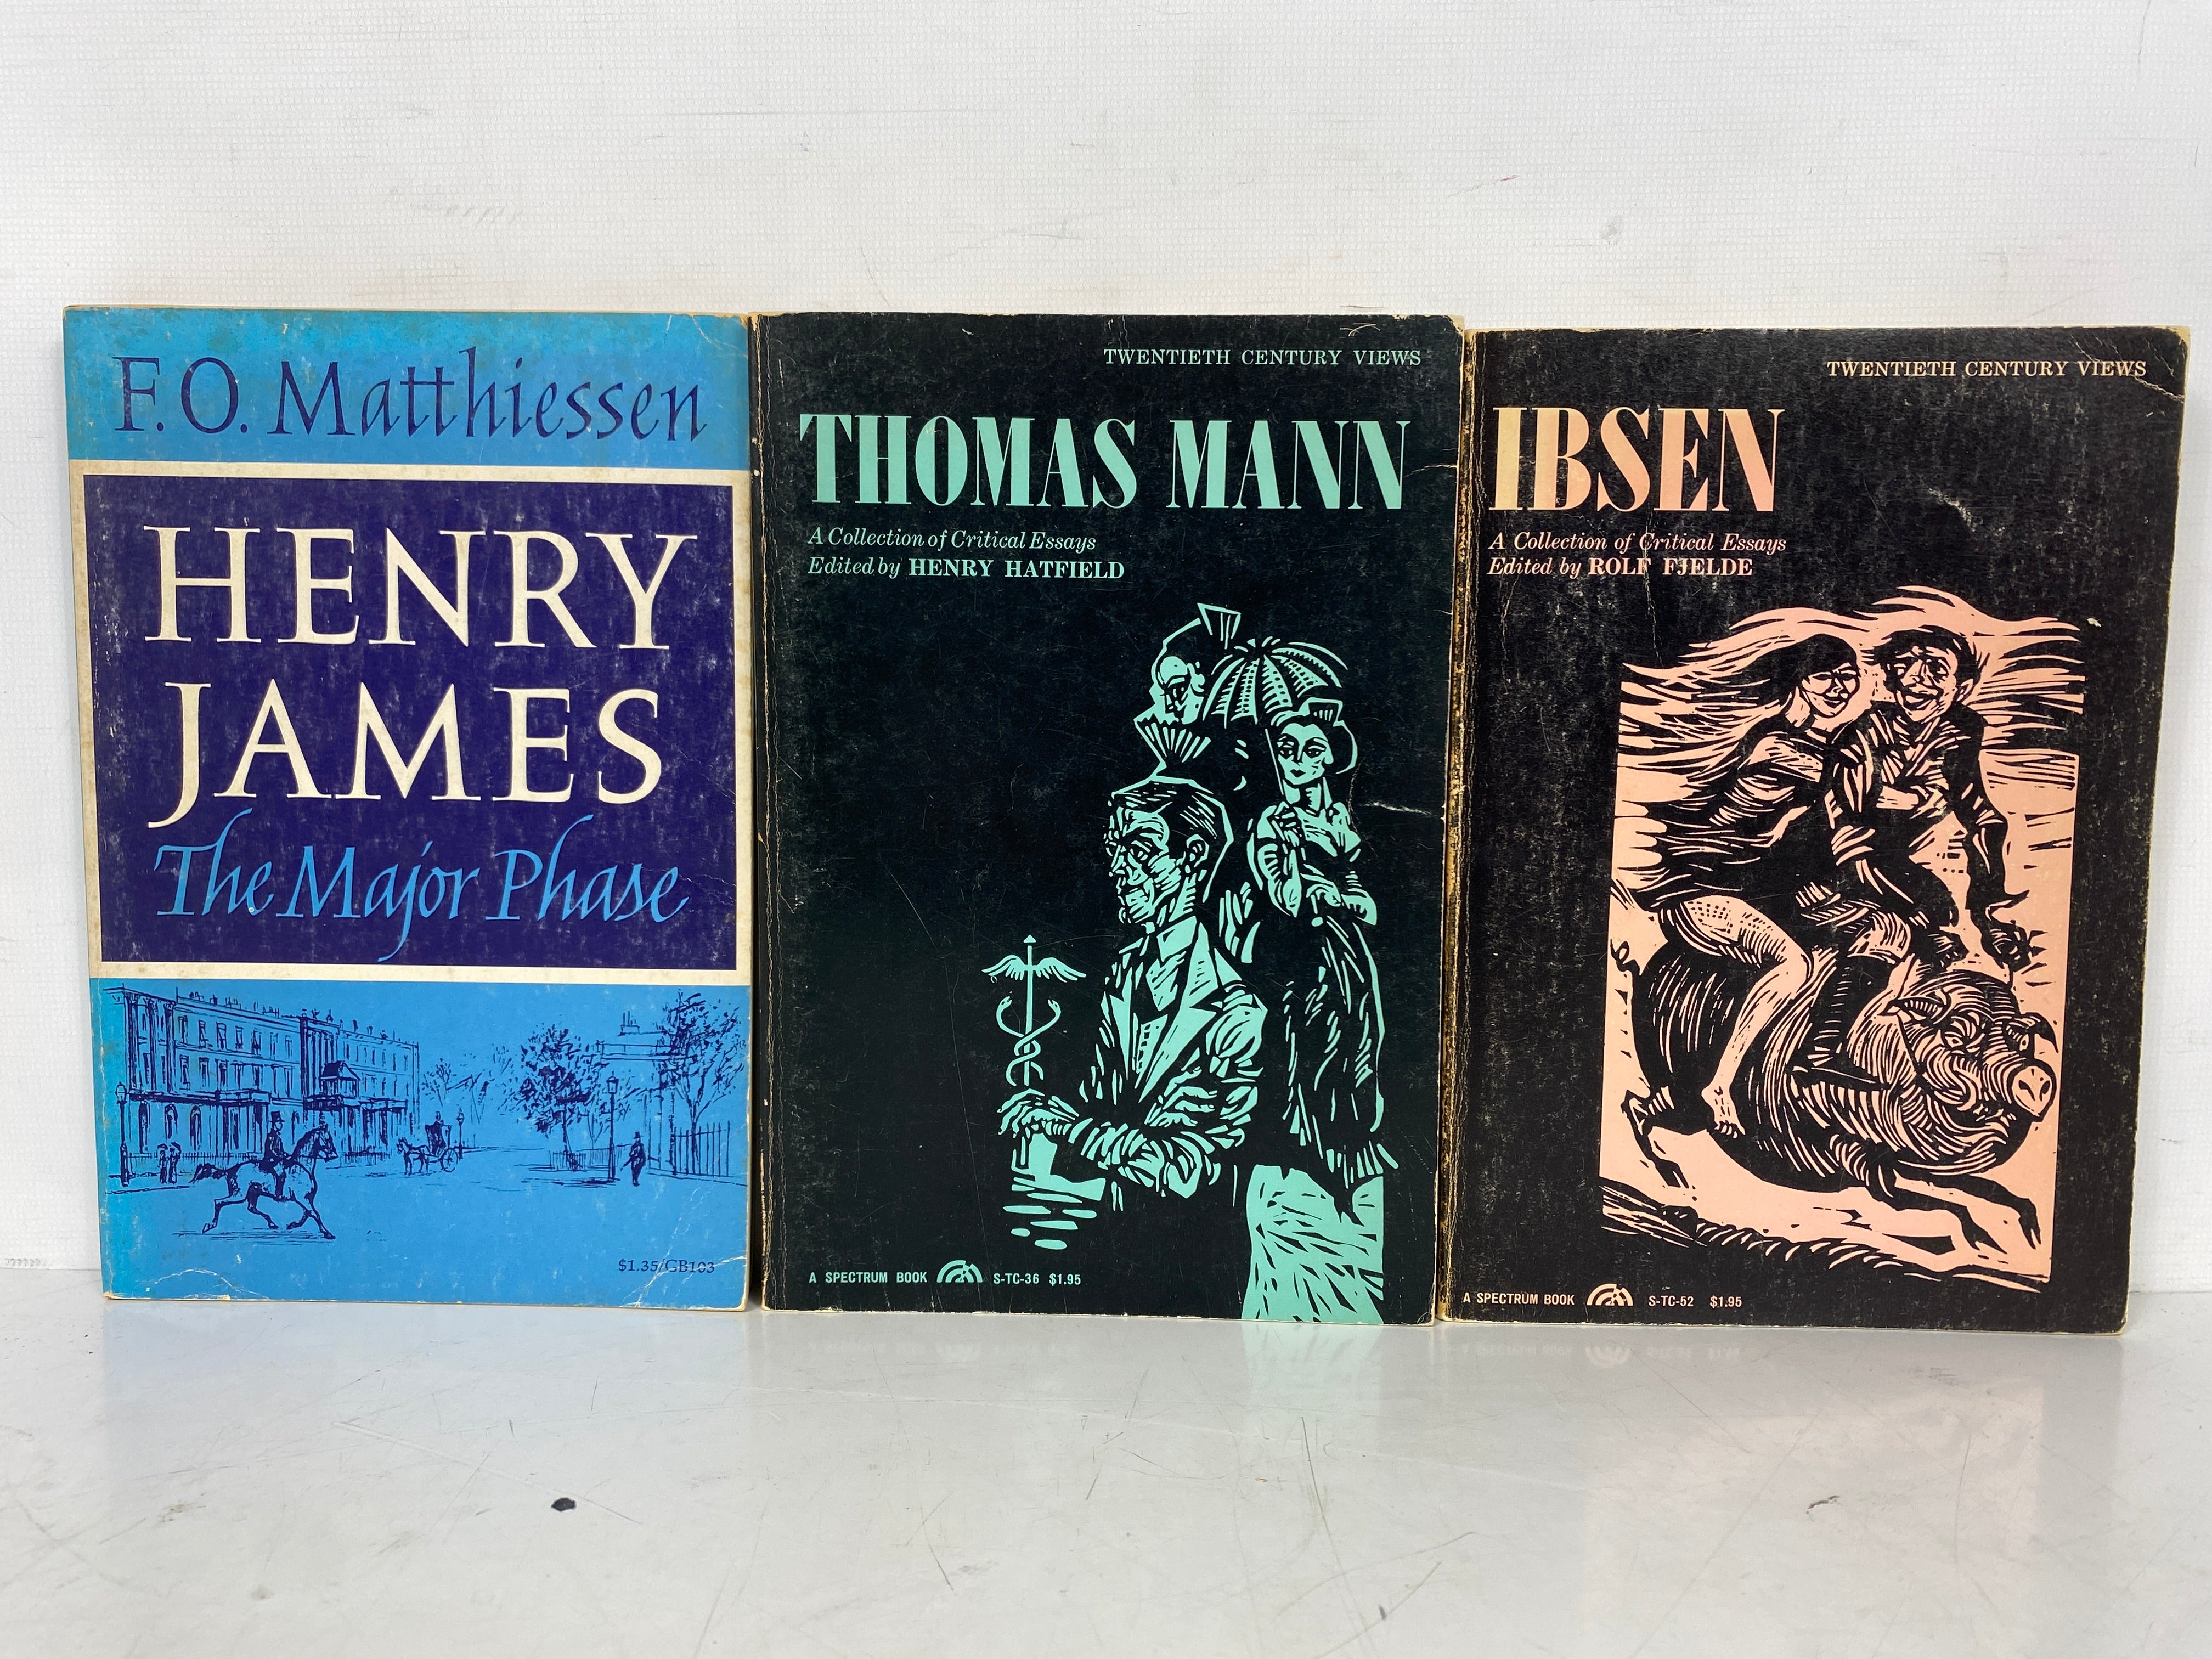 F. O. Matthiessen
HENRY
JAMES
The Major Phase
$1.35/GB103
TWENTIETH CENTURY VIEWS
THOMAS MANN
A Collection of Critical Essays
Edited by HENRY HATFIELD
A SPECTRUM BOOK S-TC-36 $1.95
TWENTIETH CENTURY VIEWS
IBSEN
A Collection of Critical Essays
Edited by ROLF FJELDE
A SPECTRUM BOOK S-TC-52 $1.95